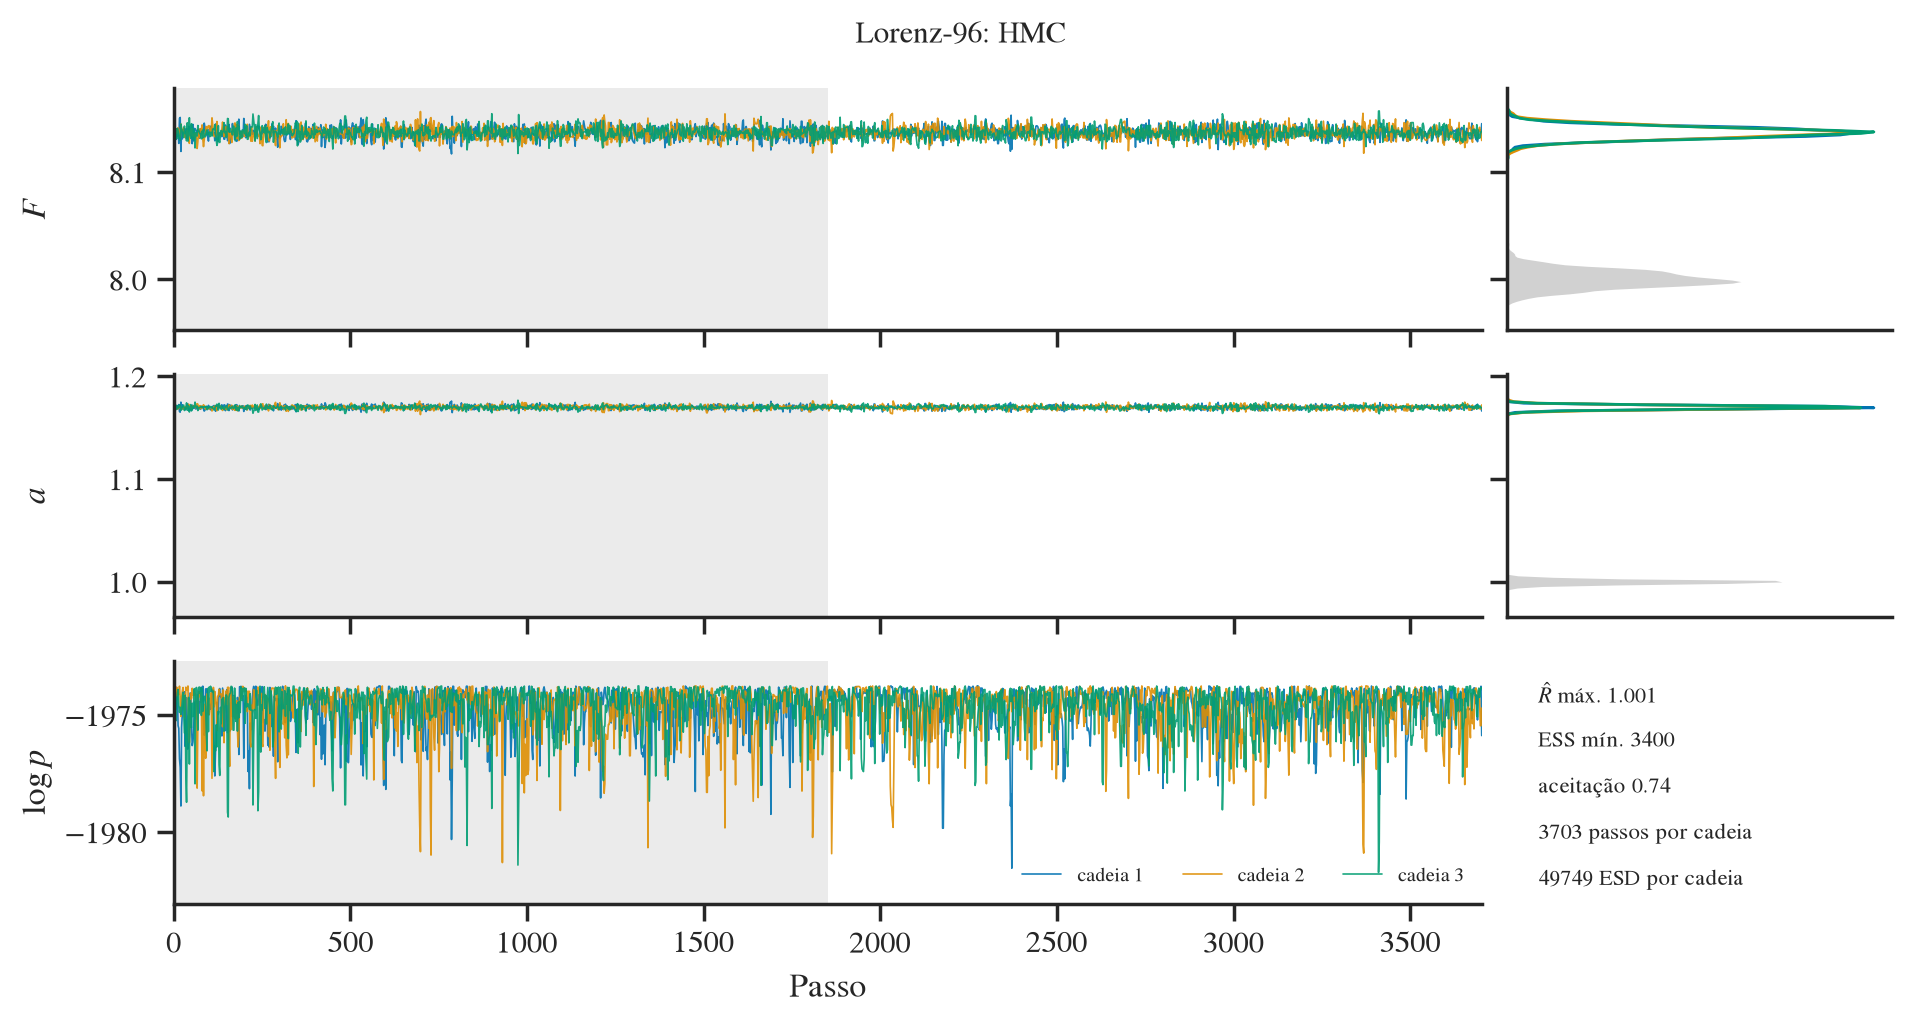 Lorenz-96: HMC
F
8.1
8.0
a
1.2
1.1
1.0
log p
−1975
−1980
cadeia 1
cadeia 2
cadeia 3
0
500
1000
1500
2000
2500
3000
3500
Passo
R̂ máx. 1.001
ESS mín. 3400
aceitação 0.74
3703 passos por cadeia
49749 ESD por cadeia